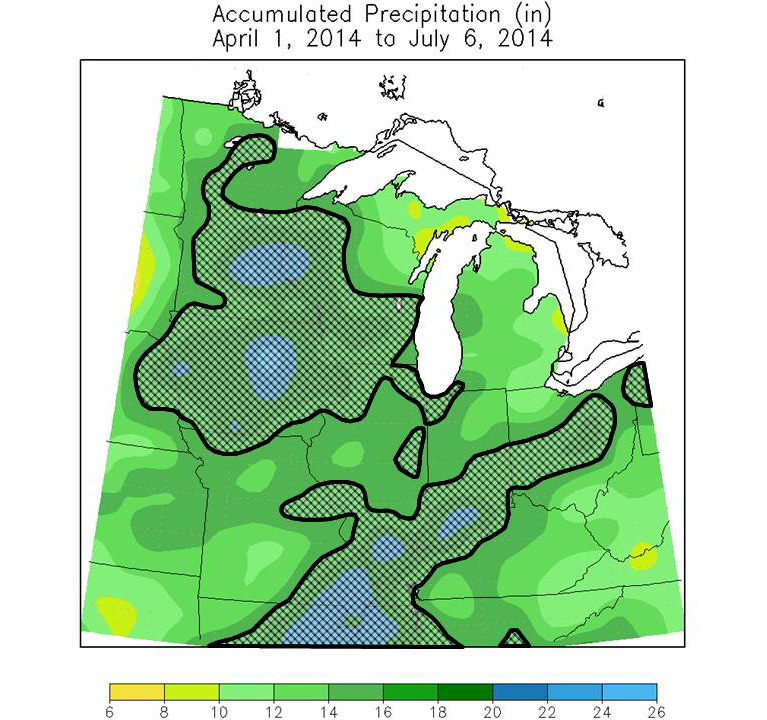 Accumulated Precipitation (in)
April 1, 2014 to July 6, 2014
6 8 10 12 14 16 18 20 22 24 26